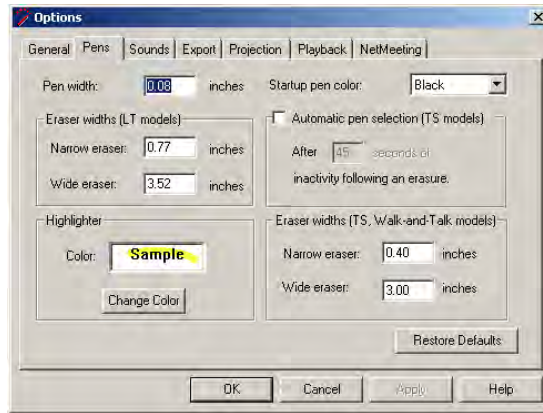 Options
General Pens Sounds Export Projection Playback NetMeeting
Pen width: 0.08 inches Startup pen color: Black
Eraser widths (LT models)
Narrow eraser: 0.77 inches
Wide eraser: 3.52 inches
Automatic pen selection (TS models)
After 45 seconds of
inactivity following an erasure.
Highlighter
Color: Sample
Change Color
Eraser widths (TS, Walk-and-Talk models)
Narrow eraser: 0.40 inches
Wide eraser: 3.00 inches
Restore Defaults
OK Cancel Apply Help